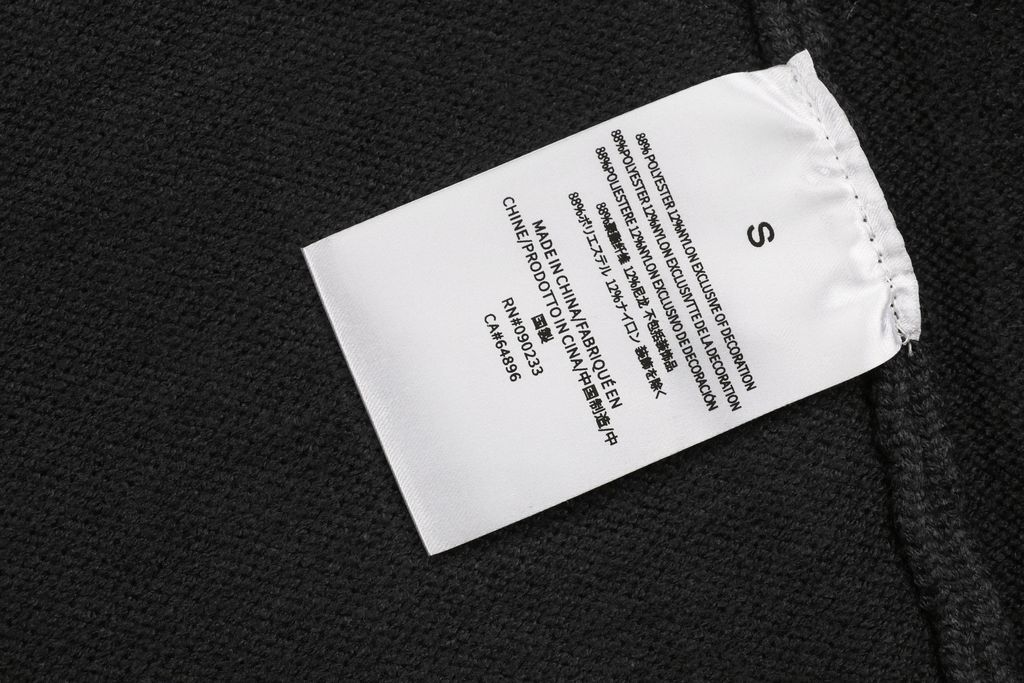 S
88% POLYESTER 12%NYLON EXCLUSIVE OF DECORATION
88%POLYESTER 12%NYLON EXCLUSIVTTE DE LA DECORATION
88%POLIESTERE 12%NYLON EXCLUSIVO DE DECORACIÓN
88%聚酯纤维 12%尼龙 不包括装饰品
88%ポリエステル 12%ナイロン 装飾を除く
MADE IN CHINA/FABRIQUÉ EN
CHINE/PRODOTTO IN CINA/中国制造/中
国製
RN#090233
CA#64896